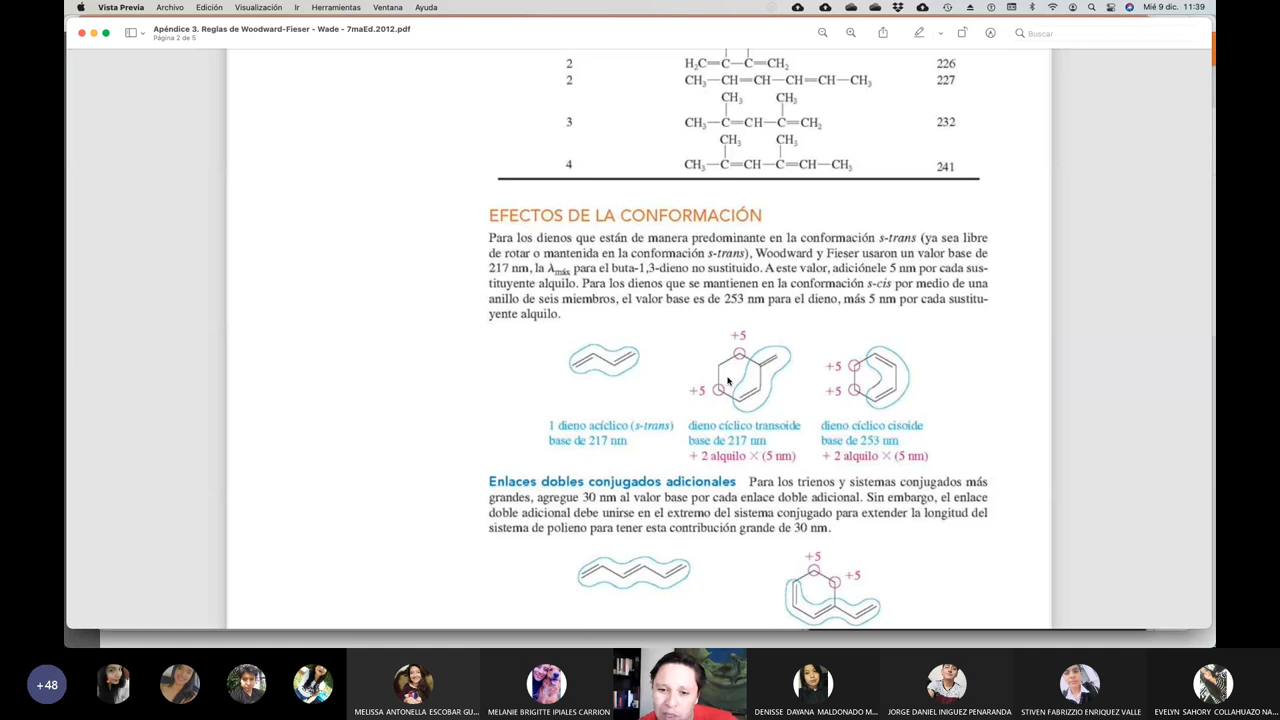 Vista Previa Archivo Edición Visualización Ir Herramientas Ventana Ayuda Mié 9 dic. 11:39
Apéndice 3. Reglas de Woodward-Fieser - Wade - 7maEd.2012.pdf
Página 2 de 5
Buscar
2 H₂C=C—C=CH₂ 226
2 CH₃—CH=CH—CH=CH—CH₃ 227
CH₃ CH₃
3 CH₃—C=CH—C=CH₂ 232
CH₃ CH₃
4 CH₃—C=CH—C=CH—CH₃ 241
EFECTOS DE LA CONFORMACIÓN
Para los dienos que están de manera predominante en la conformación s-trans (ya sea libre
de rotar o mantenida en la conformación s-trans), Woodward y Fieser usaron un valor base de
217 nm, la λmáx para el buta-1,3-dieno no sustituido. A este valor, adiciónele 5 nm por cada sus-
tituyente alquilo. Para los dienos que se mantienen en la conformación s-cis por medio de una
anillo de seis miembros, el valor base es de 253 nm para el dieno, más 5 nm por cada sustitu-
yente alquilo.
+5
+5
+5
+5
1 dieno acíclico (s-trans)
base de 217 nm
dieno cíclico transoide
base de 217 nm
+ 2 alquilo × (5 nm)
dieno cíclico cisoide
base de 253 nm
+ 2 alquilo × (5 nm)
Enlaces dobles conjugados adicionales Para los trienos y sistemas conjugados más
grandes, agregue 30 nm al valor base por cada enlace doble adicional. Sin embargo, el enlace
doble adicional debe unirse en el extremo del sistema conjugado para extender la longitud del
sistema de polieno para tener esta contribución grande de 30 nm.
+5
+5
+48
MELISSA ANTONELLA ESCOBAR GU...
MELANIE BRIGITTE IPIALES CARRION
DENISSE DAYANA MALDONADO M...
JORGE DANIEL INIGUEZ PENARANDA
STIVEN FABRIZZIO ENRIQUEZ VALLE
EVELYN SAHORY COLLAHUAZO NA...